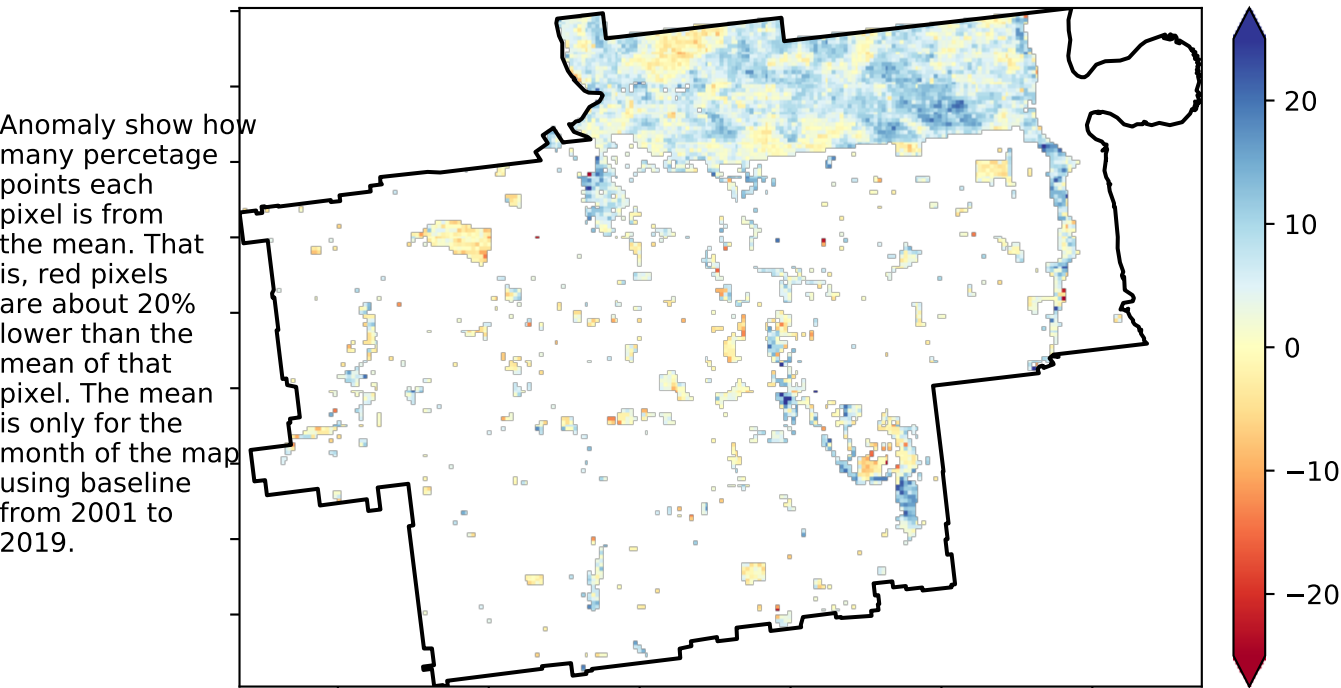 Anomaly show how
many percetage
points each
pixel is from
the mean. That
is, red pixels
are about 20%
lower than the
mean of that
pixel. The mean
is only for the
month of the map
using baseline
from 2001 to
2019.
20
10
0
−10
−20